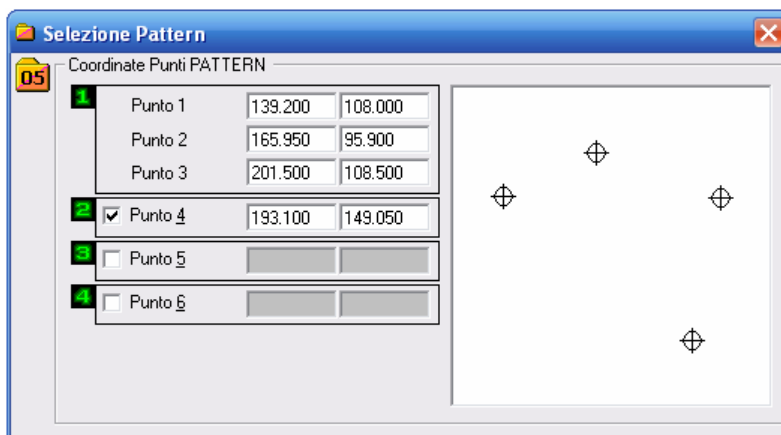 Selezione Pattern
05
Coordinate Punti PATTERN
1
Punto 1 139.200 108.000
Punto 2 165.950 95.900
Punto 3 201.500 108.500
2
Punto 4 193.100 149.050
3
Punto 5
4
Punto 6